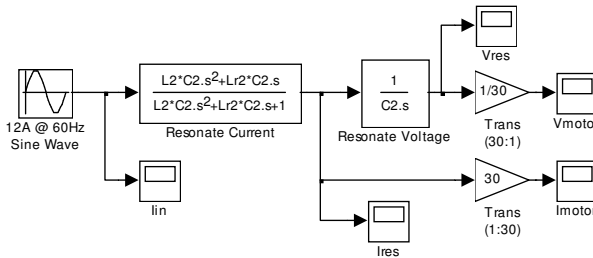 Vres
L2*C2.s²+Lr2*C2.s
L2*C2.s²+Lr2*C2.s+1
Resonate Current
1
C2.s
Resonate Voltage
1/30
Trans
(30:1)
Vmotor
12A @ 60Hz
Sine Wave
Iin
30
Trans
(1:30)
Imotor
Ires